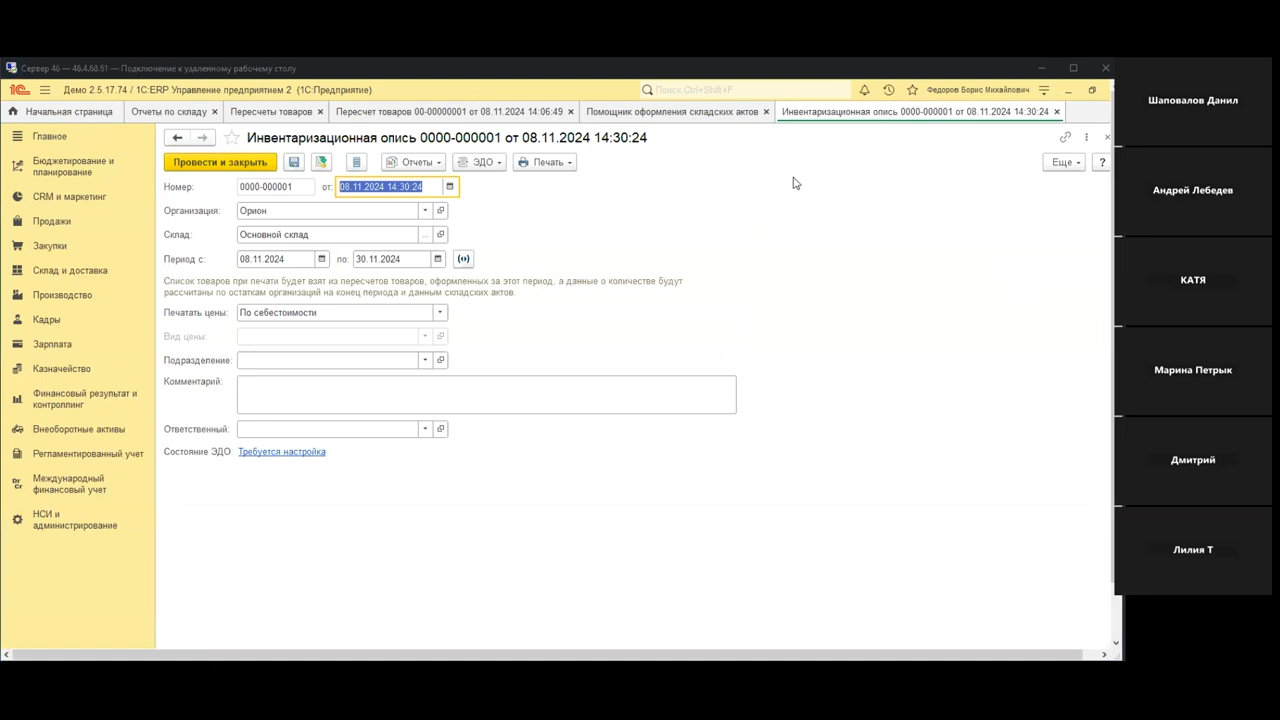 Сервер 46 — 46.4.68.61 — Подключение к удаленному рабочему столу
Демо 2.5.17.74 / 1С:ERP Управление предприятием 2 (1С:Предприятие)
Поиск Ctrl+Shift+F
Федоров Борис Михайлович
Начальная страница
Отчеты по складу
Пересчеты товаров
Пересчет товаров 00-00000001 от 08.11.2024 14:06:49
Помощник оформления складских актов
Инвентаризационная опись 0000-000001 от 08.11.2024 14:30:24
Инвентаризационная опись 0000-000001 от 08.11.2024 14:30:24
Провести и закрыть
Отчеты
ЭДО
Печать
Еще
?
Номер: 0000-000001 от: 08.11.2024 14:30:24
Организация: Орион
Склад: Основной склад
Период с: 08.11.2024 по: 30.11.2024
Список товаров при печати будет взят из пересчетов товаров, оформленных за этот период, а данные о количестве будут
рассчитаны по остаткам организаций на конец периода и данным складских актов.
Печатать цены: По себестоимости
Вид цены:
Подразделение:
Комментарий:
Ответственный:
Состояние ЭДО: Требуется настройка
Главное
Бюджетирование и
планирование
CRM и маркетинг
Продажи
Закупки
Склад и доставка
Производство
Кадры
Зарплата
Казначейство
Финансовый результат и
контроллинг
Внеоборотные активы
Регламентированный учет
Международный
финансовый учет
НСИ и
администрирование
Шаповалов Данил
Андрей Лебедев
КАТЯ
Марина Петрык
Дмитрий
Лилия Т